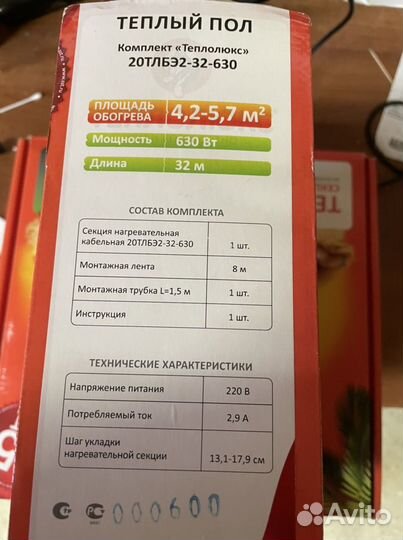 ТЕПЛЫЙ ПОЛ
Комплект «Теплолюкс»
20ТЛБЭ2-32-630
ПЛОЩАДЬ ОБОГРЕВА 4,2-5,7 м²
Мощность 630 Вт
Длина 32 м
СОСТАВ КОМПЛЕКТА
Секция нагревательная
кабельная 20ТЛБЭ2-32-630 1 шт.
Монтажная лента 8 м
Монтажная трубка L=1,5 м 1 шт.
Инструкция 1 шт.
ТЕХНИЧЕСКИЕ ХАРАКТЕРИСТИКИ
Напряжение питания 220 В
Потребляемый ток 2,9 А
Шаг укладки
нагревательной секции 13,1-17,9 см
000600
Avito